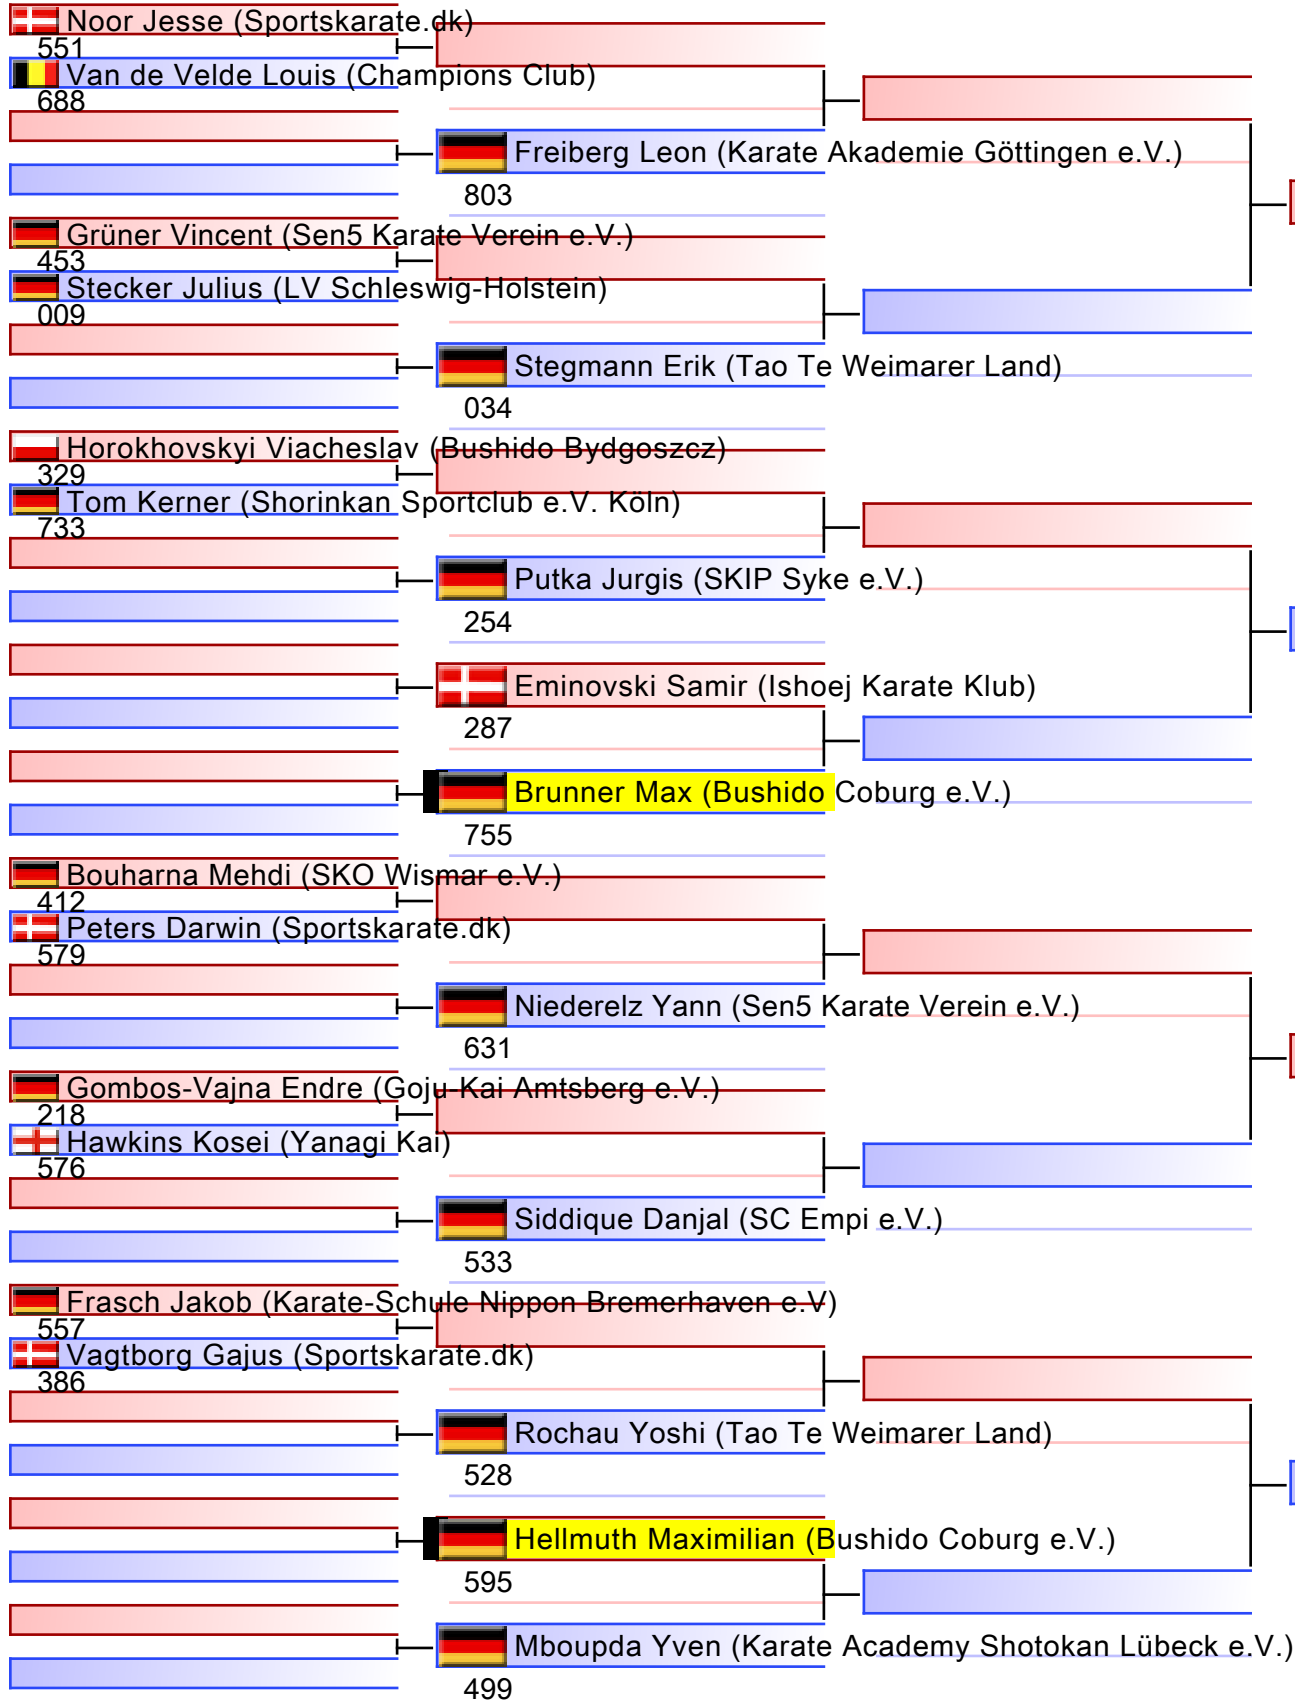 Noor Jesse (Sportskarate.dk)
551
Van de Velde Louis (Champions Club)
688
Freiberg Leon (Karate Akademie Göttingen e.V.)
803
Grüner Vincent (Sen5 Karate Verein e.V.)
453
Stecker Julius (LV Schleswig-Holstein)
009
Stegmann Erik (Tao Te Weimarer Land)
034
Horokhovskyi Viacheslav (Bushido Bydgoszcz)
329
Tom Kerner (Shorinkan Sportclub e.V. Köln)
733
Putka Jurgis (SKIP Syke e.V.)
254
Eminovski Samir (Ishoej Karate Klub)
287
Brunner Max (Bushido Coburg e.V.)
755
Bouharna Mehdi (SKO Wismar e.V.)
412
Peters Darwin (Sportskarate.dk)
579
Niederelz Yann (Sen5 Karate Verein e.V.)
631
Gombos-Vajna Endre (Goju-Kai Amtsberg e.V.)
218
Hawkins Kosei (Yanagi Kai)
576
Siddique Danjal (SC Empi e.V.)
533
Frasch Jakob (Karate-Schule Nippon Bremerhaven e.V)
557
Vagtborg Gajus (Sportskarate.dk)
386
Rochau Yoshi (Tao Te Weimarer Land)
528
Hellmuth Maximilian (Bushido Coburg e.V.)
595
Mboupda Yven (Karate Academy Shotokan Lübeck e.V.)
499